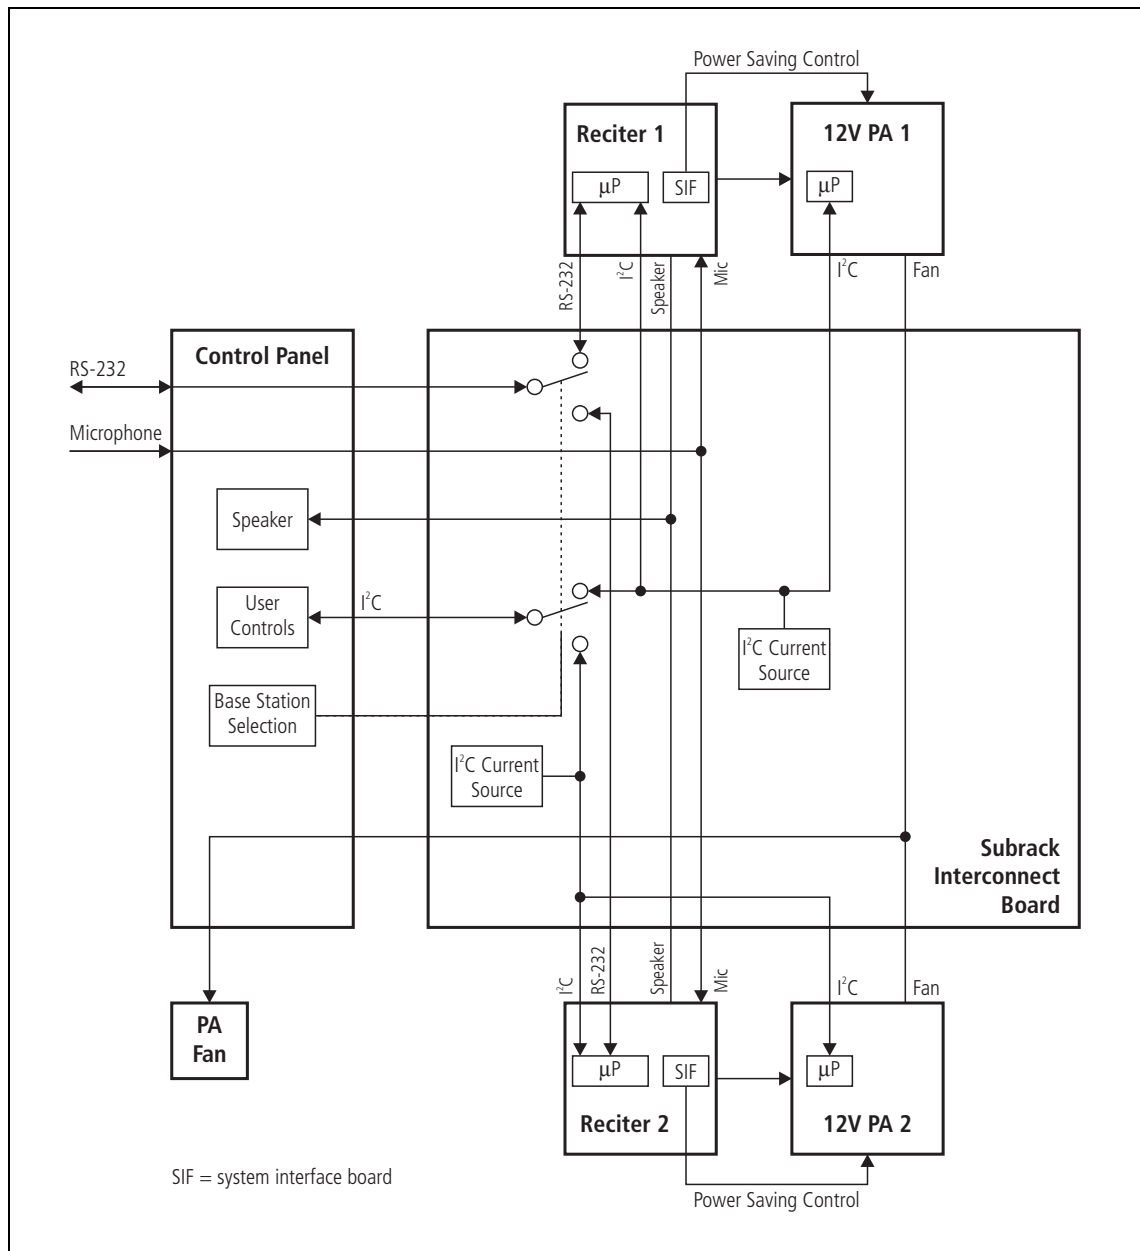 Power Saving Control
Reciter 1
12V PA 1
μP
SIF
μP
RS-232
I²C
Speaker
Mic
I²C
Fan
Control Panel
RS-232
Microphone
Speaker
User
Controls
I²C
I²C Current
Source
Base Station
Selection
I²C Current
Source
Subrack
Interconnect
Board
I²C
RS-232
Speaker
Mic
I²C
Fan
PA
Fan
μP
SIF
μP
Reciter 2
12V PA 2
SIF = system interface board
Power Saving Control